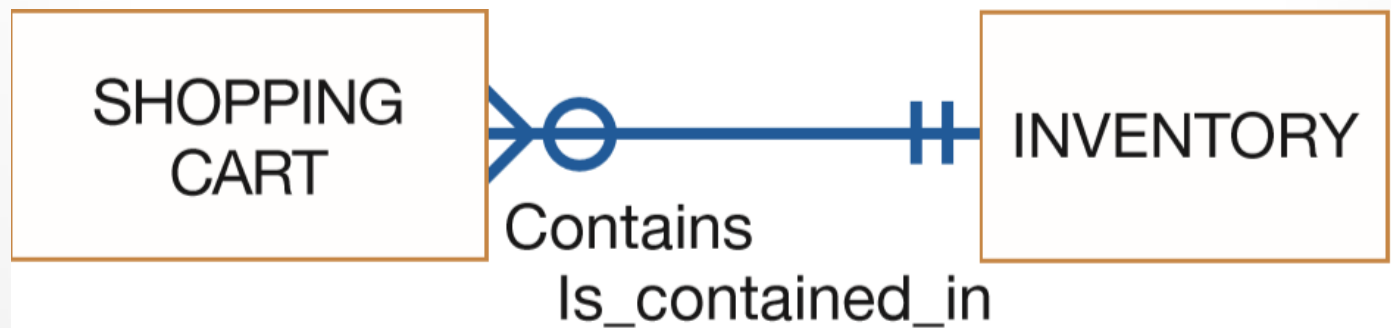 SHOPPING
CART
INVENTORY
Contains
Is_contained_in